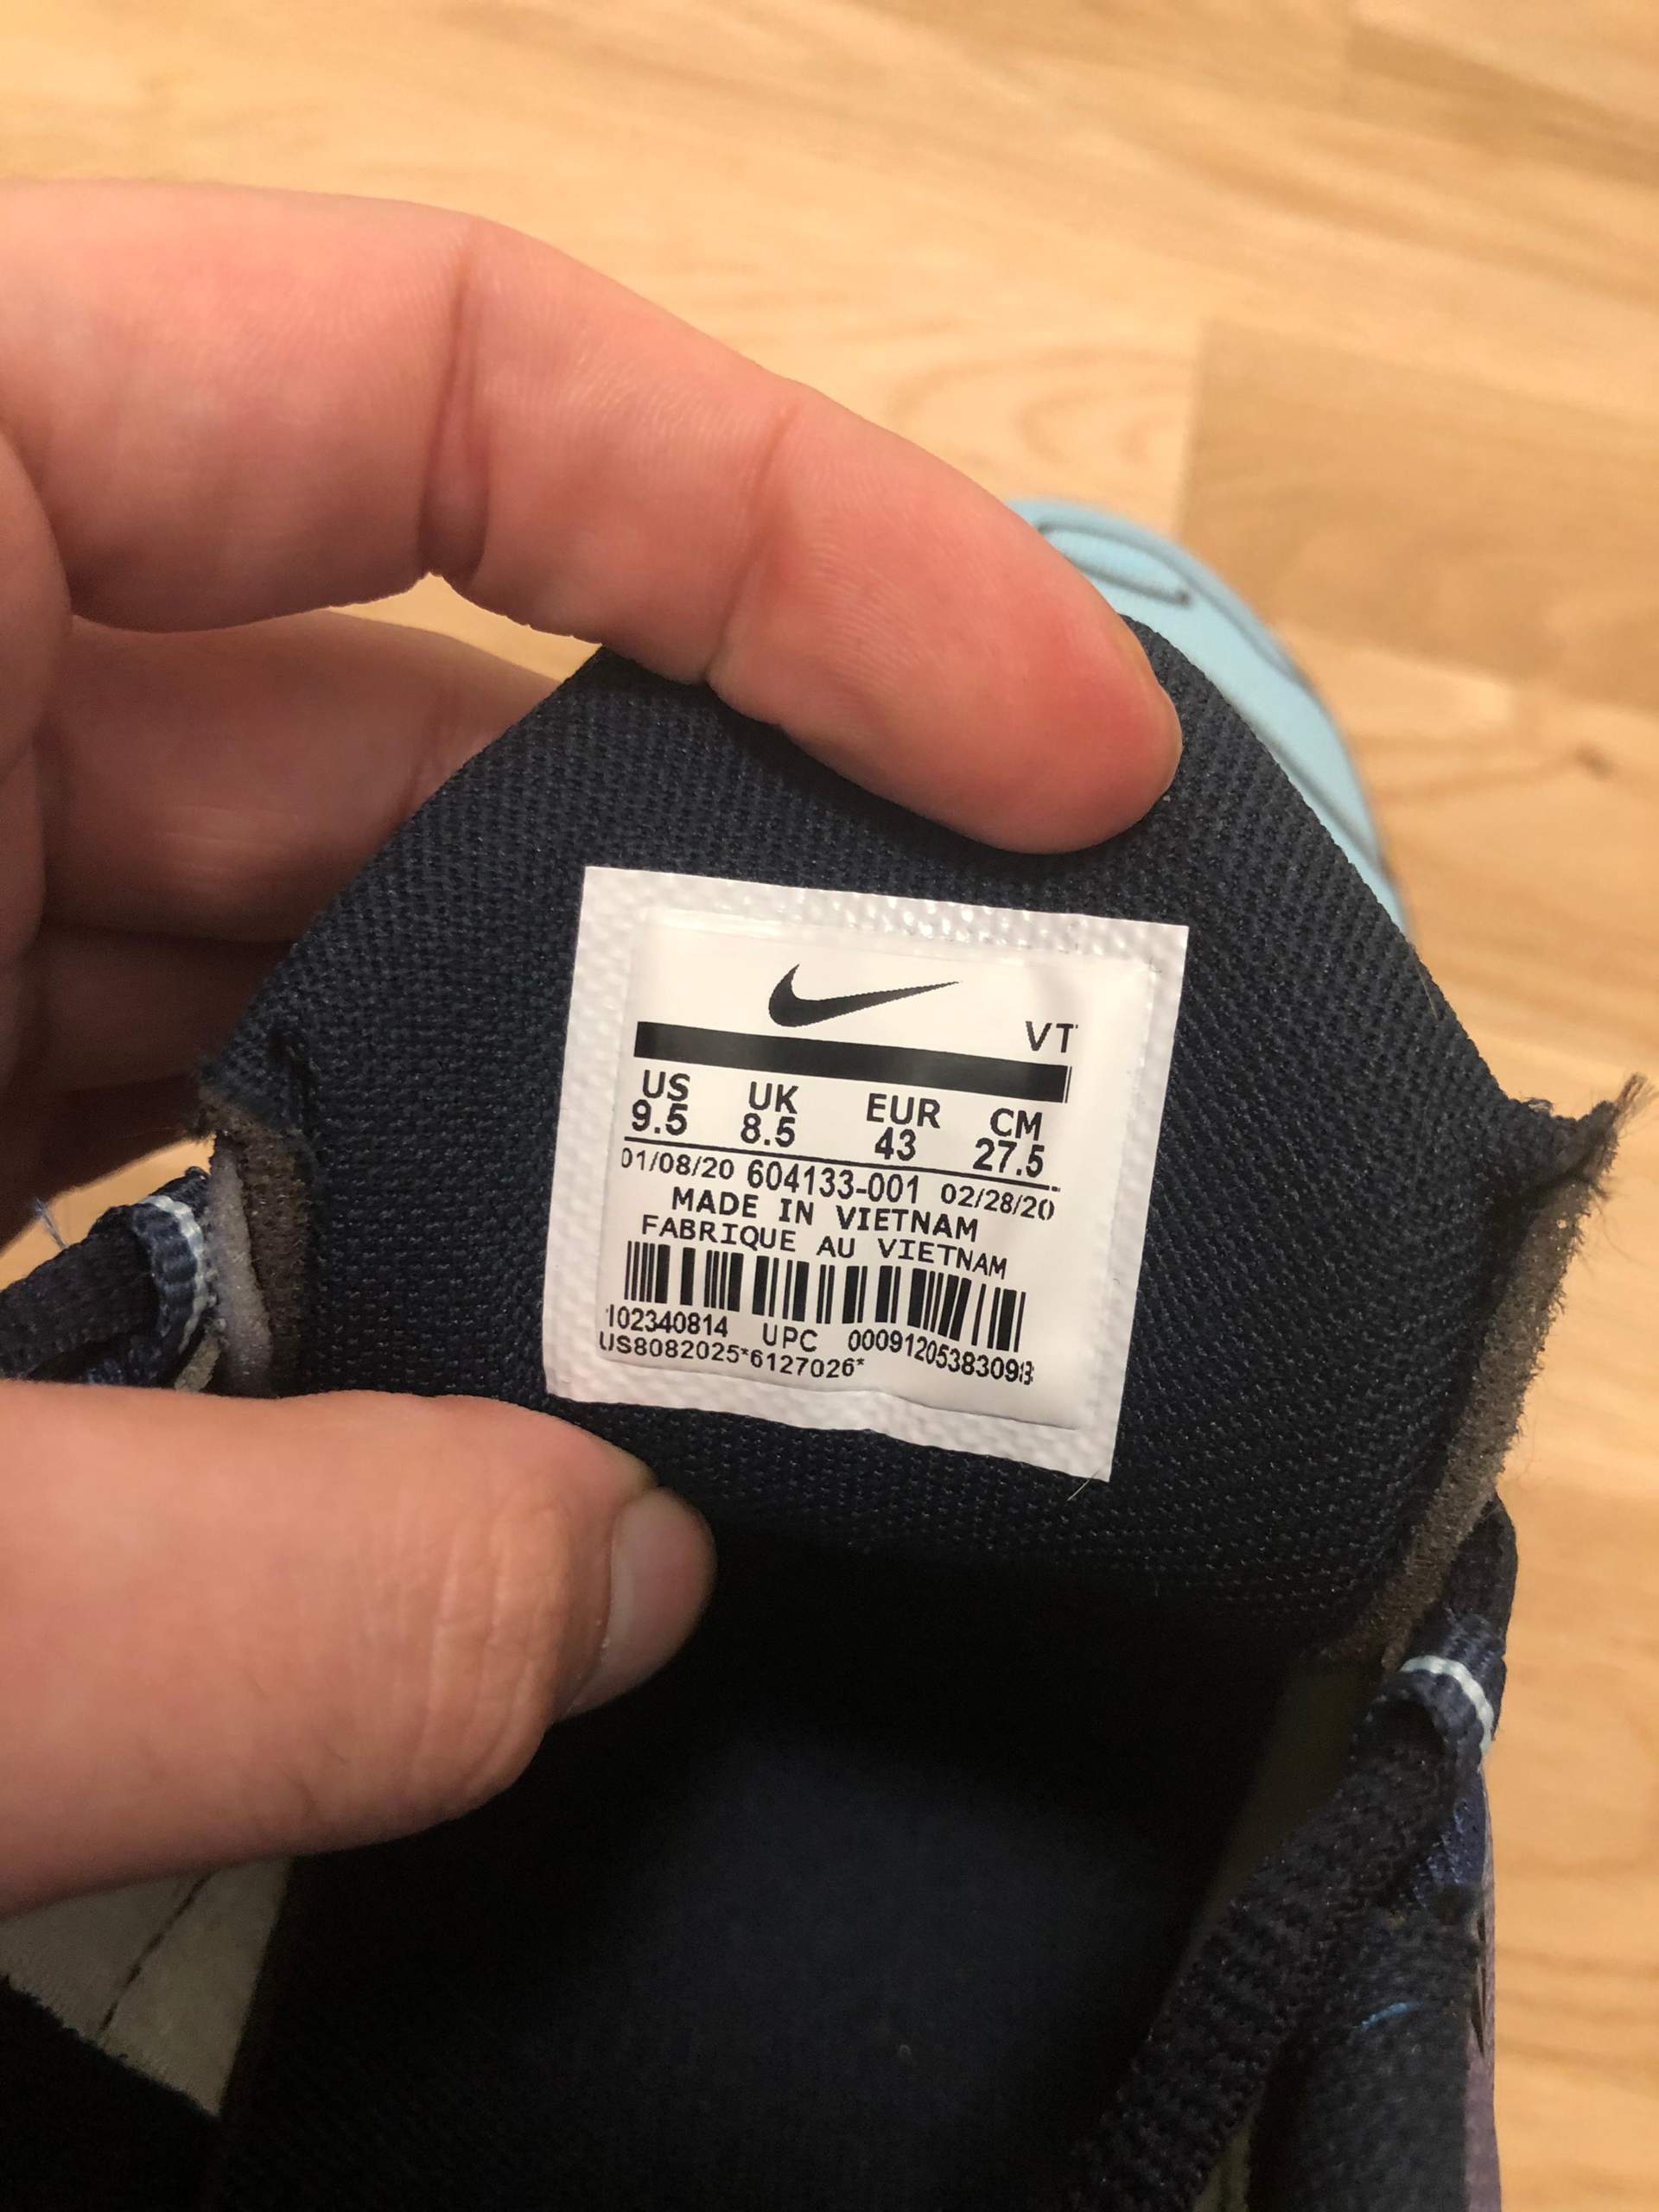 VT
US UK EUR CM
9.5 8.5 43 27.5
01/08/20 604133-001 02/28/20
MADE IN VIETNAM
FABRIQUE AU VIETNAM
102340814 UPC 00091205383098
US8082025*6127026*